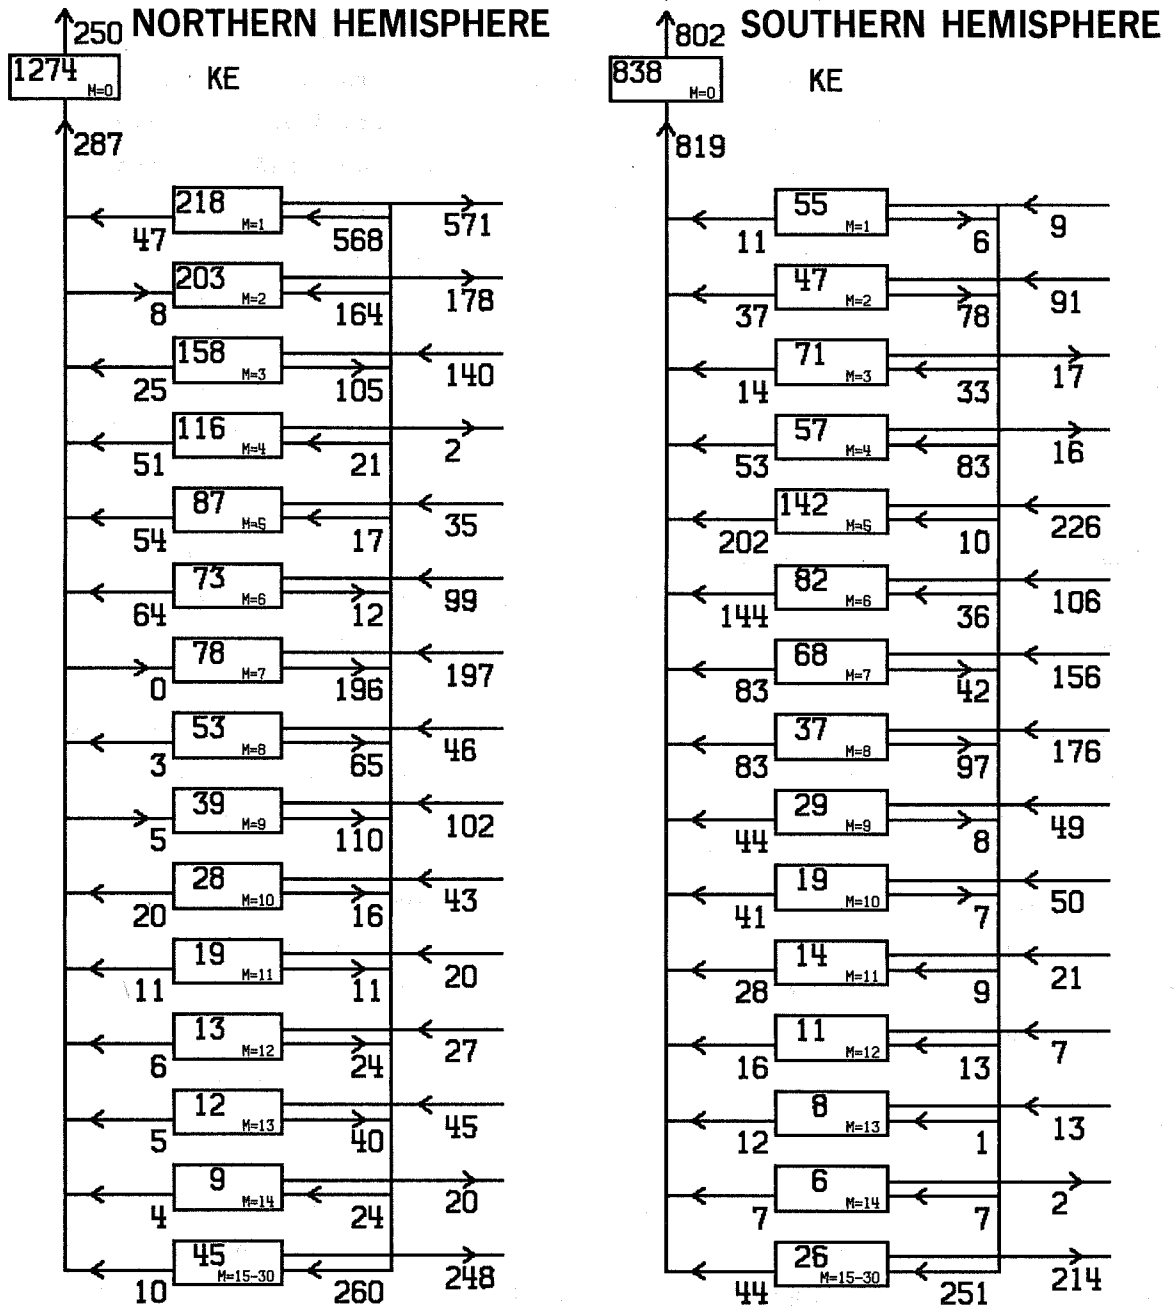 250 NORTHERN HEMISPHERE
1274 M=0 KE
287
218 M=1
47 568 571
203 M=2
8 164 178
158 M=3
25 105 140
116 M=4
51 21 2
87 M=5
54 17 35
73 M=6
64 12 99
78 M=7
0 196 197
53 M=8
3 65 46
39 M=9
5 110 102
28 M=10
20 16 43
19 M=11
11 11 20
13 M=12
6 24 27
12 M=13
5 40 45
9 M=14
4 24 20
45 M=15-30
10 260 248
802 SOUTHERN HEMISPHERE
838 M=0 KE
819
55 M=1
11 6 9
47 M=2
37 78 91
71 M=3
14 33 17
57 M=4
53 83 16
142 M=5
202 10 226
82 M=6
144 36 106
68 M=7
83 42 156
37 M=8
83 97 176
29 M=9
44 8 49
19 M=10
41 7 50
14 M=11
28 9 21
11 M=12
16 13 7
8 M=13
12 1 13
6 M=14
7 7 2
26 M=15-30
44 251 214